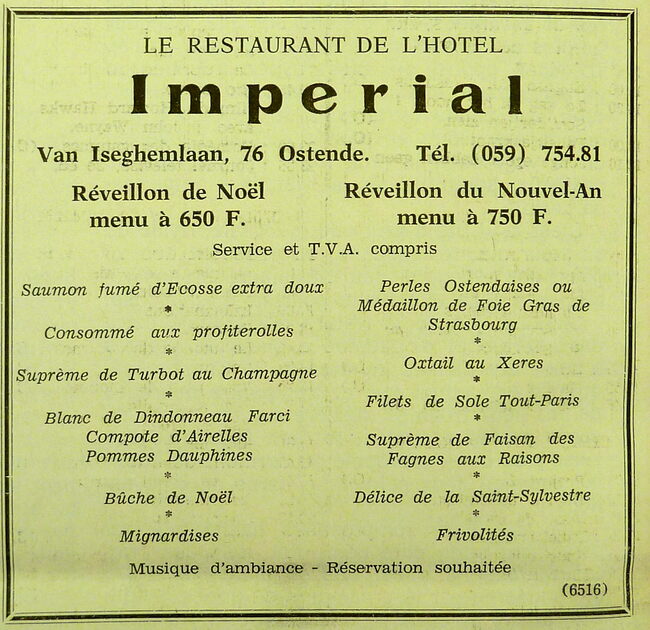 LE RESTAURANT DE L'HOTEL
Imperial
Van Iseghemlaan, 76 Ostende. Tél. (059) 754.81
Réveillon de Noël
menu à 650 F.
Réveillon du Nouvel-An
menu à 750 F.
Service et T.V.A. compris
Saumon fumé d'Ecosse extra doux
*
Consommé aux profiterolles
*
Suprème de Turbot au Champagne
*
Blanc de Dindonneau Farci
Compote d'Airelles
Pommes Dauphines
*
Bûche de Noël
*
Mignardises
Perles Ostendaises ou
Médaillon de Foie Gras de
Strasbourg
*
Oxtail au Xeres
*
Filets de Sole Tout-Paris
*
Suprème de Faisan des
Fagnes aux Raisons
*
Délice de la Saint-Sylvestre
*
Frivolités
Musique d'ambiance - Réservation souhaitée
(6516)